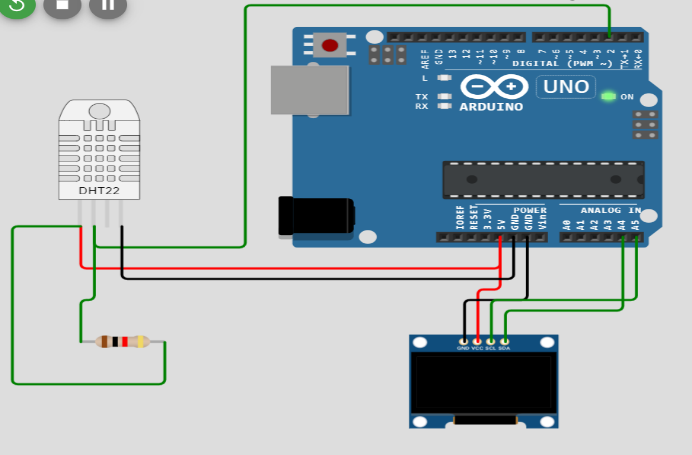 AREF
GND
13
12
~11
~10
~9
8
7
~6
~5
4
~3
2
TX→1
RX←0
DIGITAL (PWM ~)
L
TX
RX
UNO
ON
ARDUINO
DHT22
IOREF
RESET
3.3V
5V
GND
GND
Vin
POWER
ANALOG IN
A0
A1
A2
A3
A4
A5
GND VCC SCL SDA